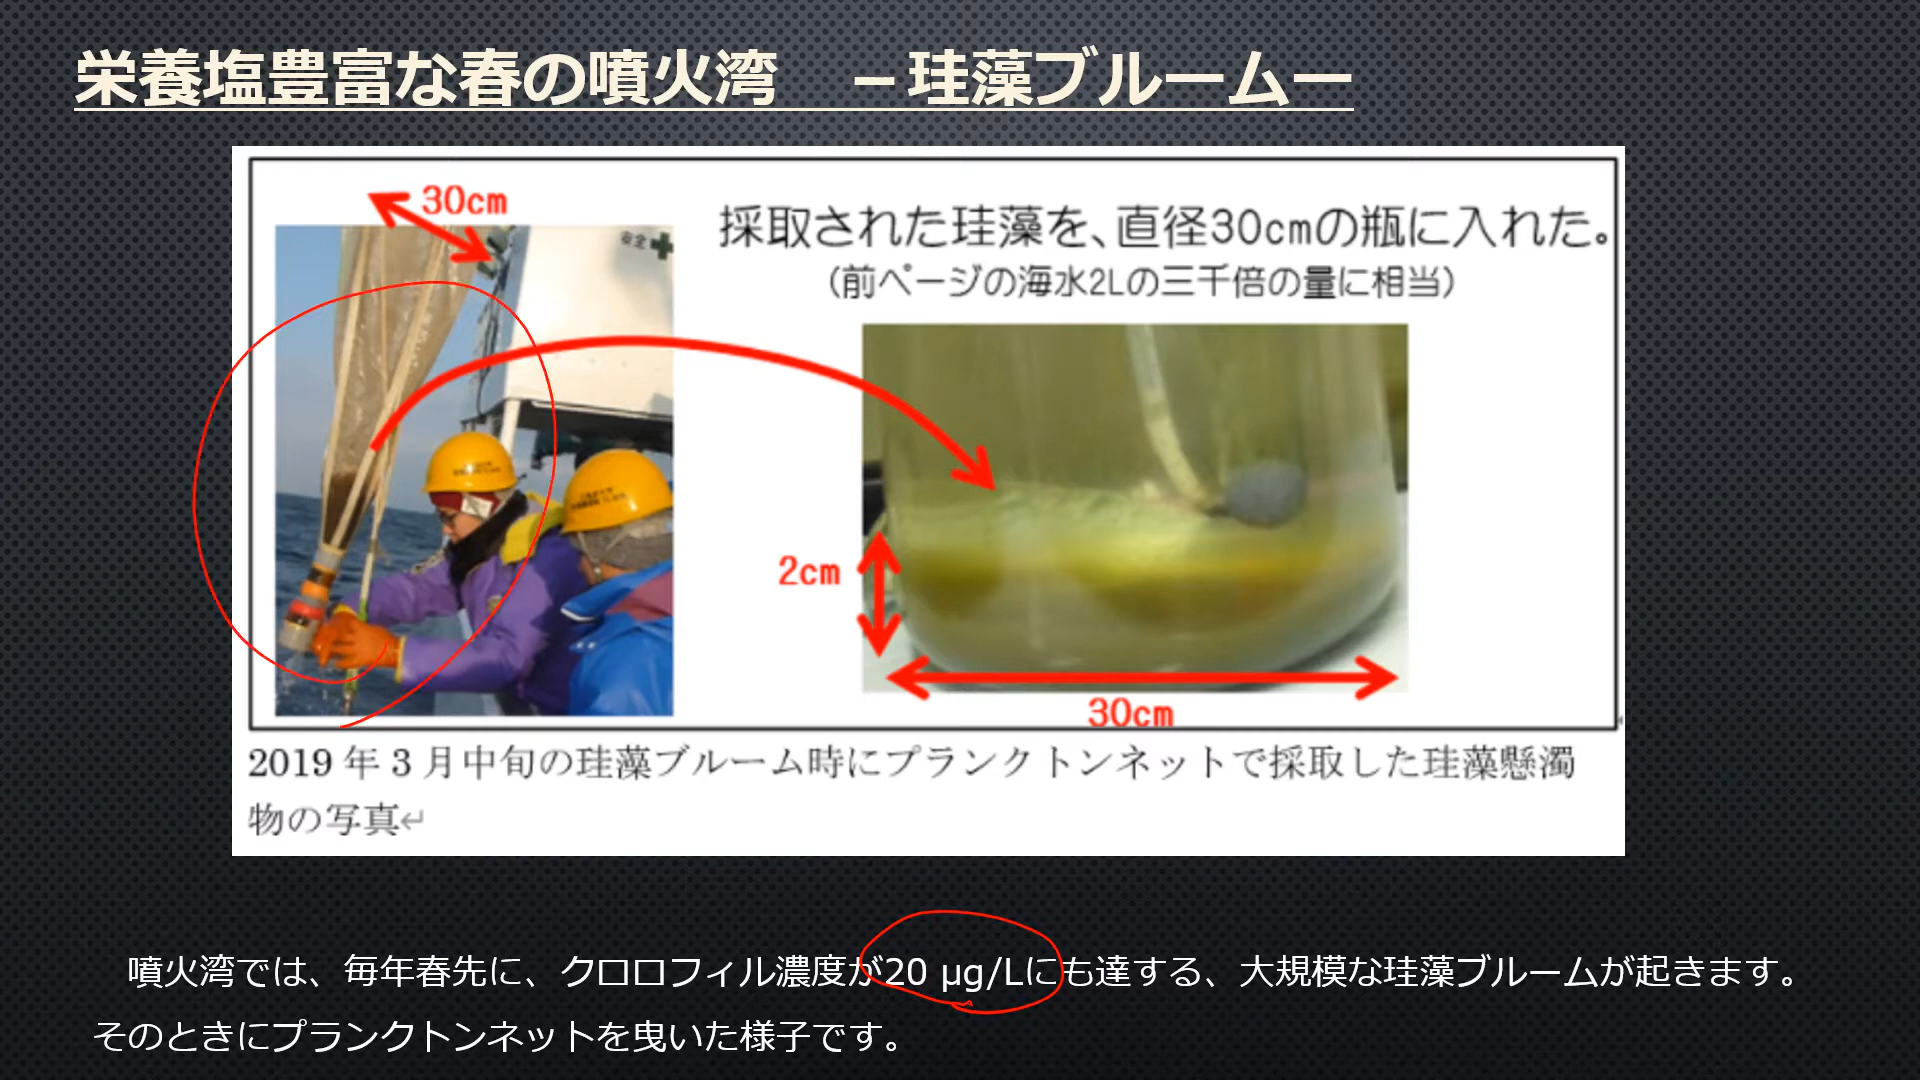 栄養塩豊富な春の噴火湾　－珪藻ブルームー
30cm
安全
採取された珪藻を、直径30cmの瓶に入れた。
(前ページの海水2Lの三千倍の量に相当)
2cm
30cm
2019 年 3 月中旬の珪藻ブルーム時にプランクトンネットで採取した珪藻懸濁
物の写真↵
噴火湾では、毎年春先に、クロロフィル濃度が20 µg/Lにも達する、大規模な珪藻ブルームが起きます。
そのときにプランクトンネットを曳いた様子です。